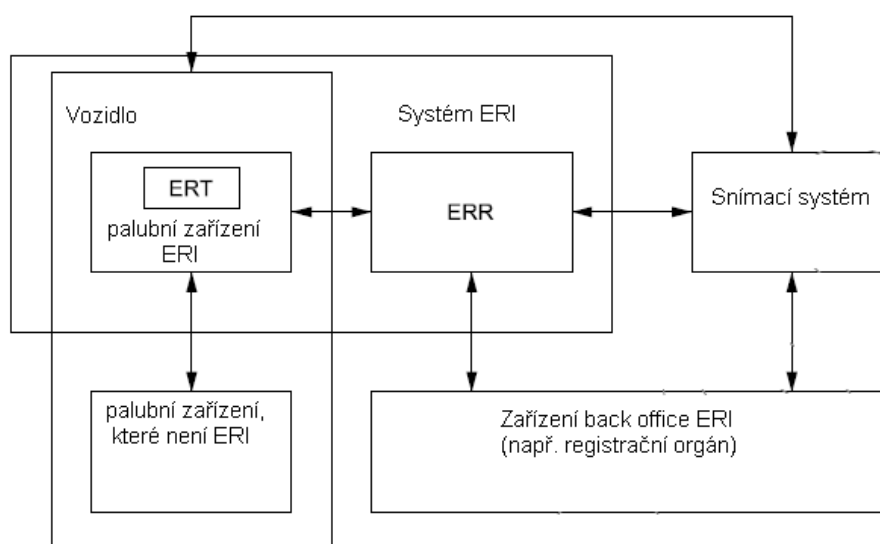 Vozidlo
Systém ERI
ERT
palubní zařízení
ERI
ERR
Snímací systém
palubní zařízení,
které není ERI
Zařízení back office ERI
(např. registrační orgán)